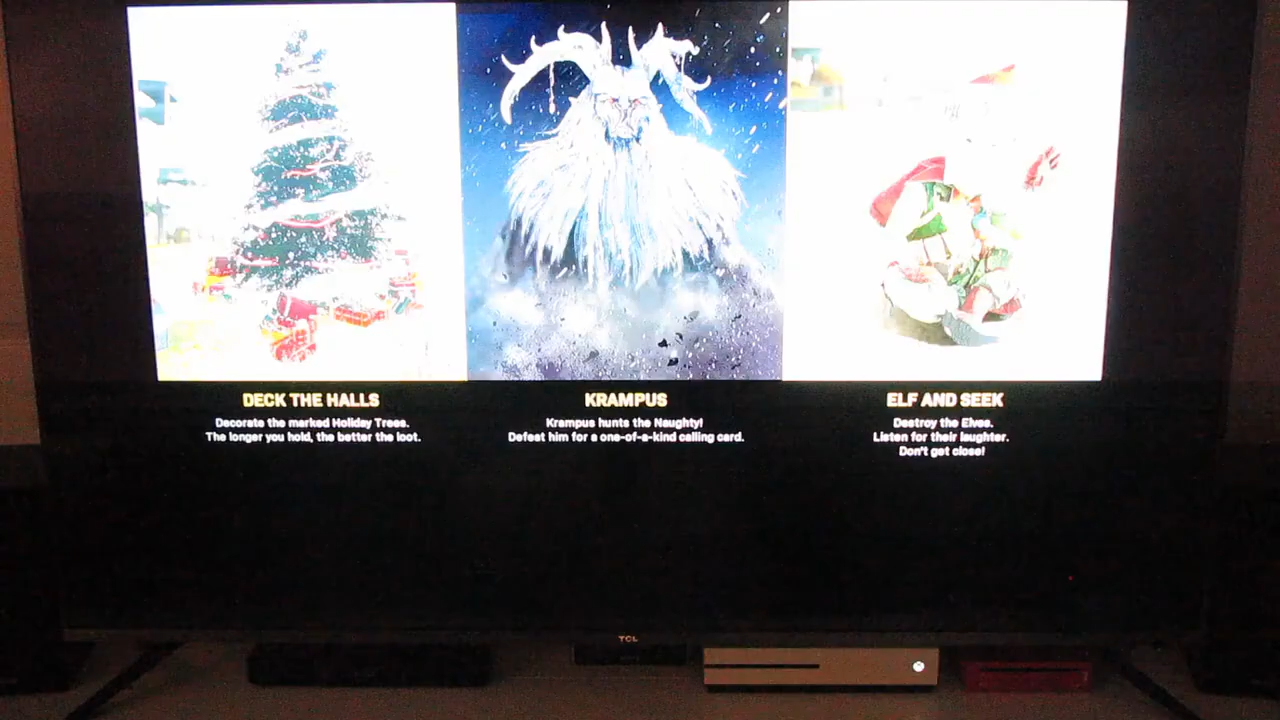 DECK THE HALLS
Decorate the marked Holiday Trees.
The longer you hold, the better the loot.
KRAMPUS
Krampus hunts the Naughty!
Defeat him for a one-of-a-kind calling card.
ELF AND SEEK
Destroy the Elves.
Listen for their laughter.
Don't get close!
TCL